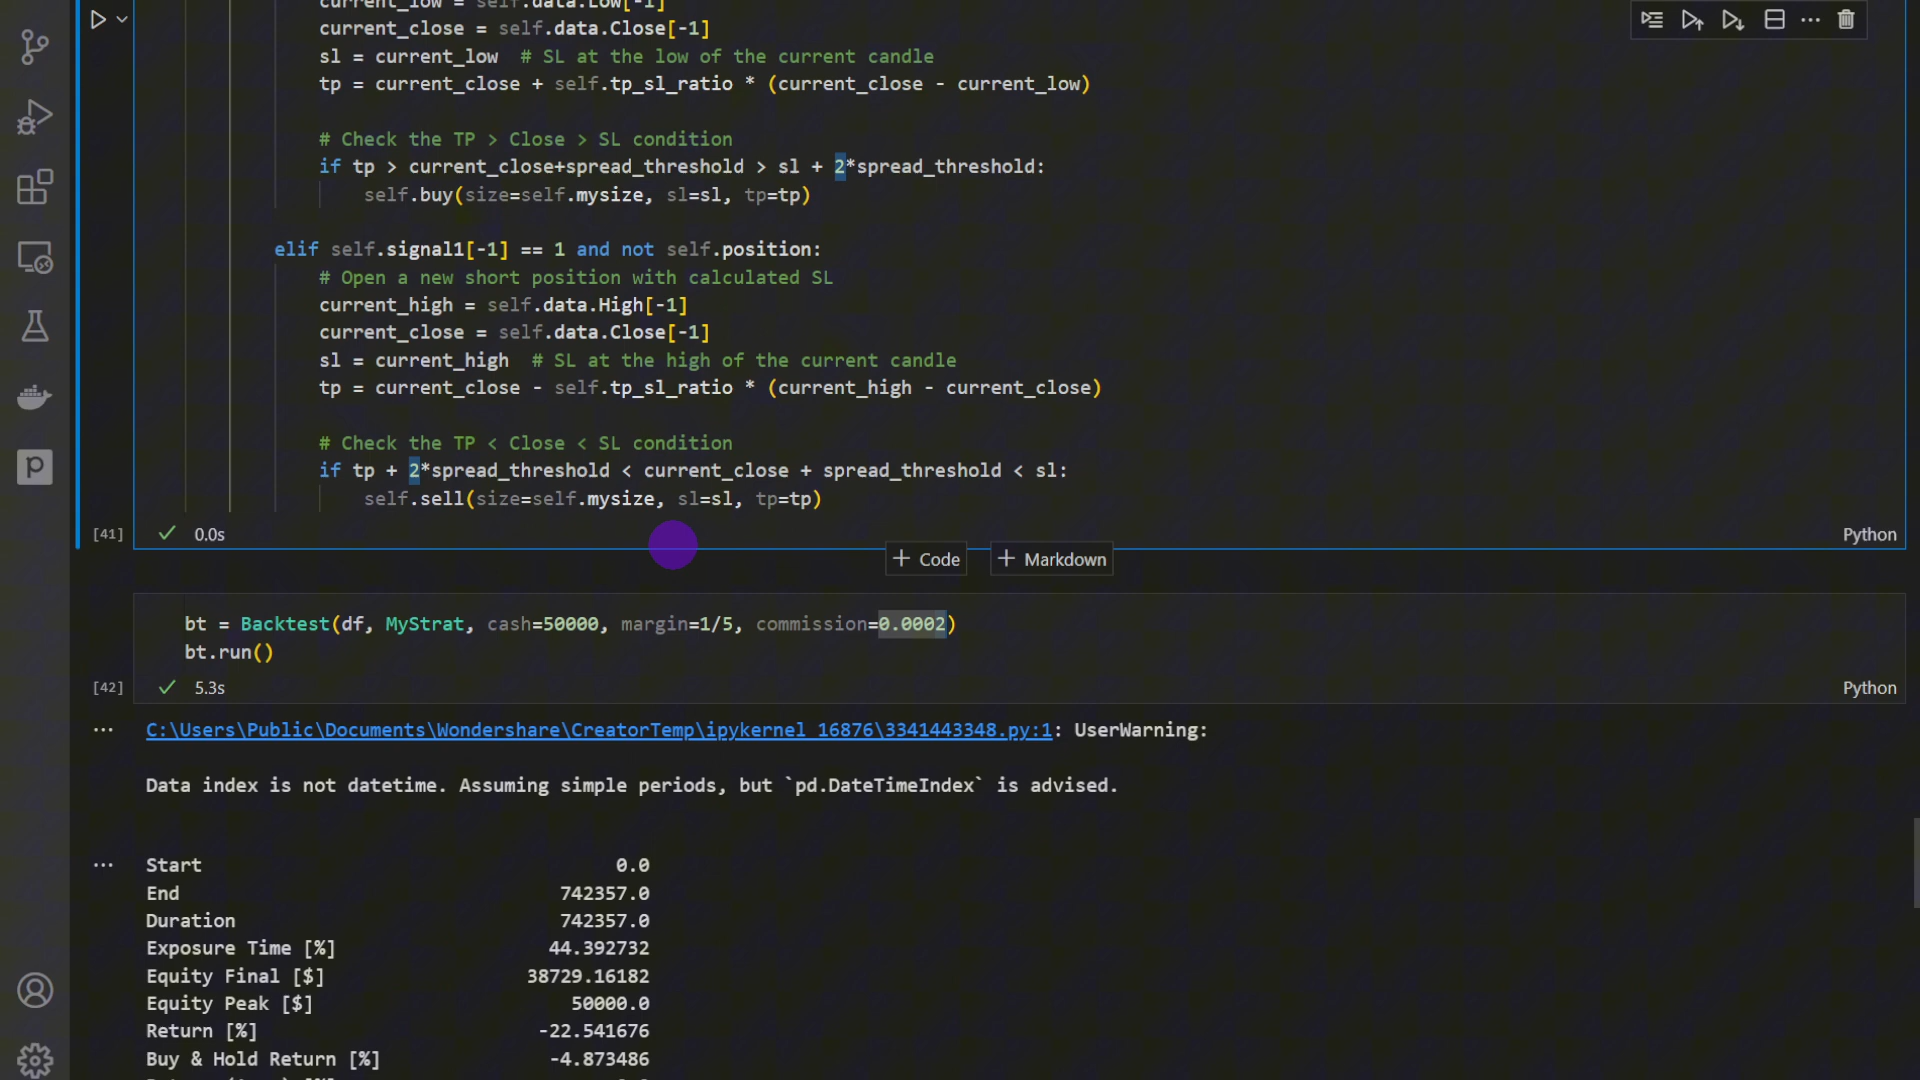 current_low = self.data.Low[-1]
current_close = self.data.Close[-1]
sl = current_low  # SL at the low of the current candle
tp = current_close + self.tp_sl_ratio * (current_close - current_low)
# Check the TP > Close > SL condition
if tp > current_close+spread_threshold > sl + 2*spread_threshold:
self.buy(size=self.mysize, sl=sl, tp=tp)
elif self.signal1[-1] == 1 and not self.position:
# Open a new short position with calculated SL
current_high = self.data.High[-1]
current_close = self.data.Close[-1]
sl = current_high  # SL at the high of the current candle
tp = current_close - self.tp_sl_ratio * (current_high - current_close)
# Check the TP < Close < SL condition
if tp + 2*spread_threshold < current_close + spread_threshold < sl:
self.sell(size=self.mysize, sl=sl, tp=tp)
[41] 0.0s Python
+ Code + Markdown
bt = Backtest(df, MyStrat, cash=50000, margin=1/5, commission=0.0002)
bt.run()
[42] 5.3s Python
... C:\Users\Public\Documents\Wondershare\CreatorTemp\ipykernel_16876\3341443348.py:1: UserWarning:
Data index is not datetime. Assuming simple periods, but `pd.DateTimeIndex` is advised.
... Start 0.0
End 742357.0
Duration 742357.0
Exposure Time [%] 44.392732
Equity Final [$] 38729.16182
Equity Peak [$] 50000.0
Return [%] -22.541676
Buy & Hold Return [%] -4.873486